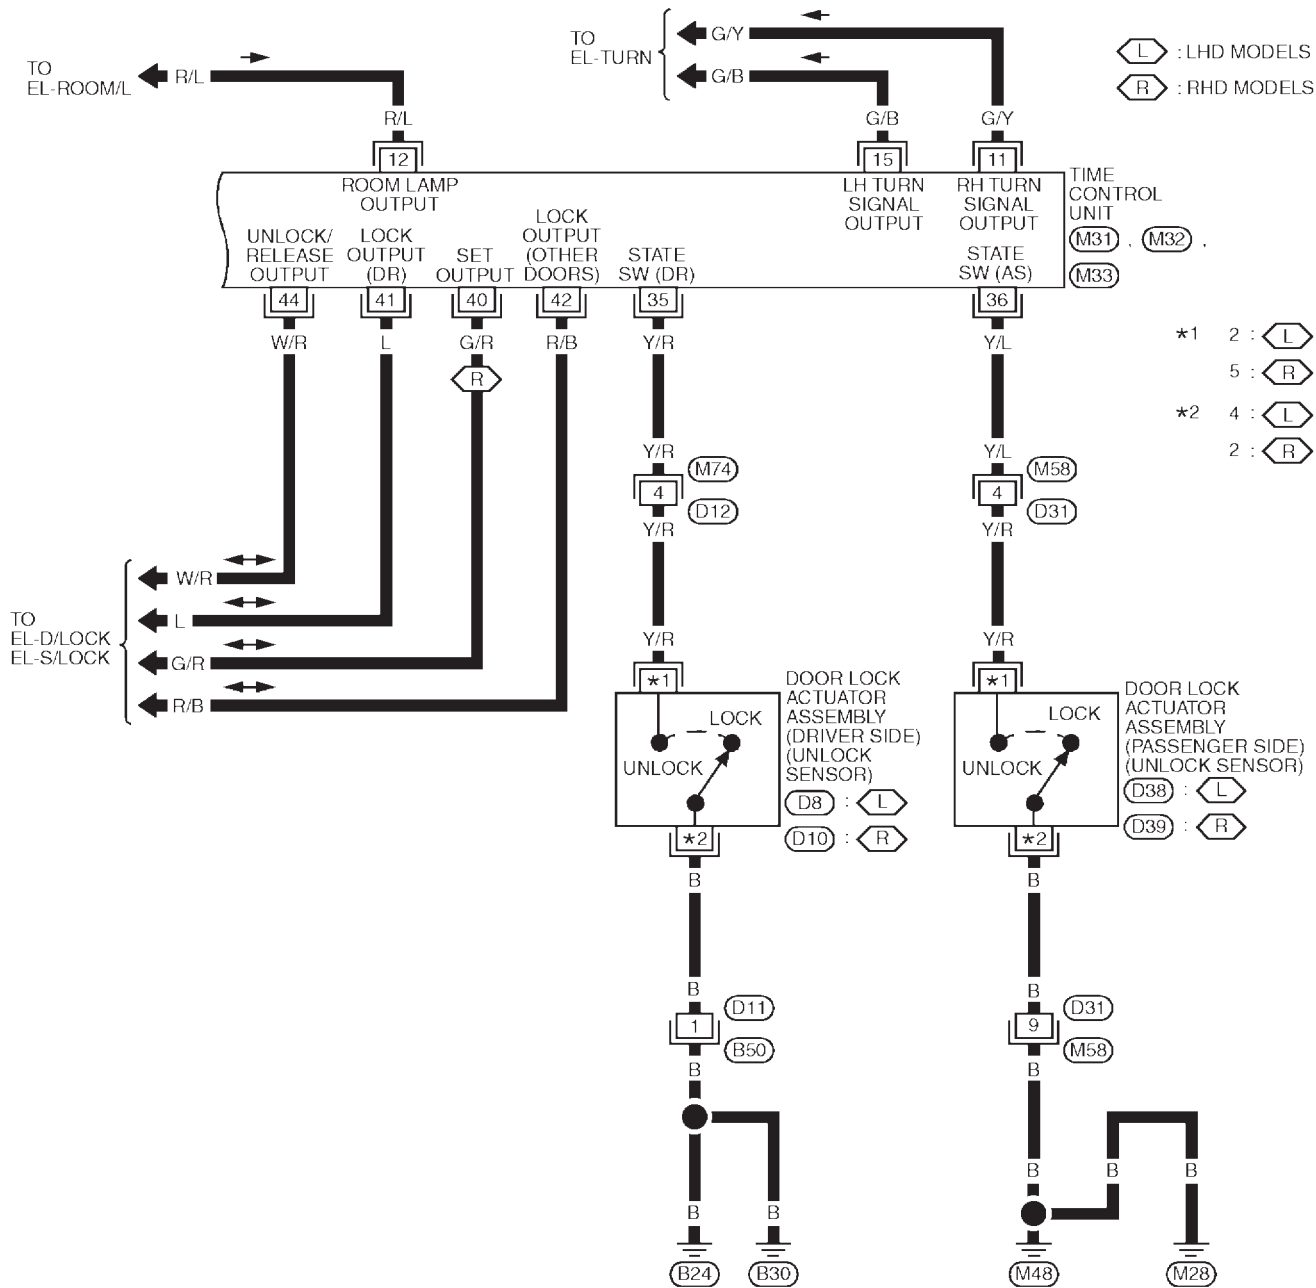 TO
EL-ROOM/L
R/L
R/L
TO
EL-TURN
G/Y
G/B
G/B
G/Y
L : LHD MODELS
R : RHD MODELS
12
15
11
ROOM LAMP
OUTPUT
LH TURN
SIGNAL
OUTPUT
RH TURN
SIGNAL
OUTPUT
TIME
CONTROL
UNIT
M31 , M32 ,
M33
UNLOCK/
RELEASE
OUTPUT
LOCK
OUTPUT
(DR)
SET
OUTPUT
LOCK
OUTPUT
(OTHER
DOORS)
STATE
SW (DR)
STATE
SW (AS)
44
41
40
42
35
36
W/R
L
G/R
R/B
Y/R
Y/L
R
*1 2 : L
5 : R
*2 4 : L
2 : R
Y/R
M74
4
D12
Y/R
Y/L
M58
4
D31
Y/R
TO
EL-D/LOCK
EL-S/LOCK
W/R
L
G/R
R/B
Y/R
*1
LOCK
UNLOCK
*2
DOOR LOCK
ACTUATOR
ASSEMBLY
(DRIVER SIDE)
(UNLOCK
SENSOR)
D8 : L
D10 : R
Y/R
*1
LOCK
UNLOCK
*2
DOOR LOCK
ACTUATOR
ASSEMBLY
(PASSENGER SIDE)
(UNLOCK SENSOR)
D38 : L
D39 : R
B
B
D11
1
B50
B
B
B
B24
B30
B
B
D31
9
M58
B
B
B
B
M48
M28